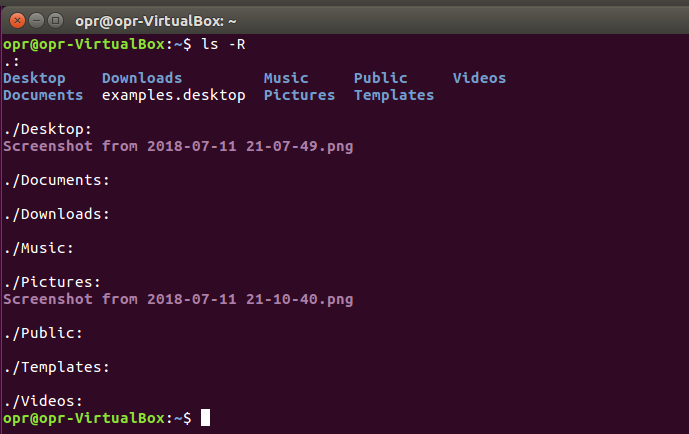 opr@opr-VirtualBox: ~
opr@opr-VirtualBox:~$ ls -R
.:
Desktop Downloads Music Public Videos
Documents examples.desktop Pictures Templates
./Desktop:
Screenshot from 2018-07-11 21-07-49.png
./Documents:
./Downloads:
./Music:
./Pictures:
Screenshot from 2018-07-11 21-10-40.png
./Public:
./Templates:
./Videos:
opr@opr-VirtualBox:~$